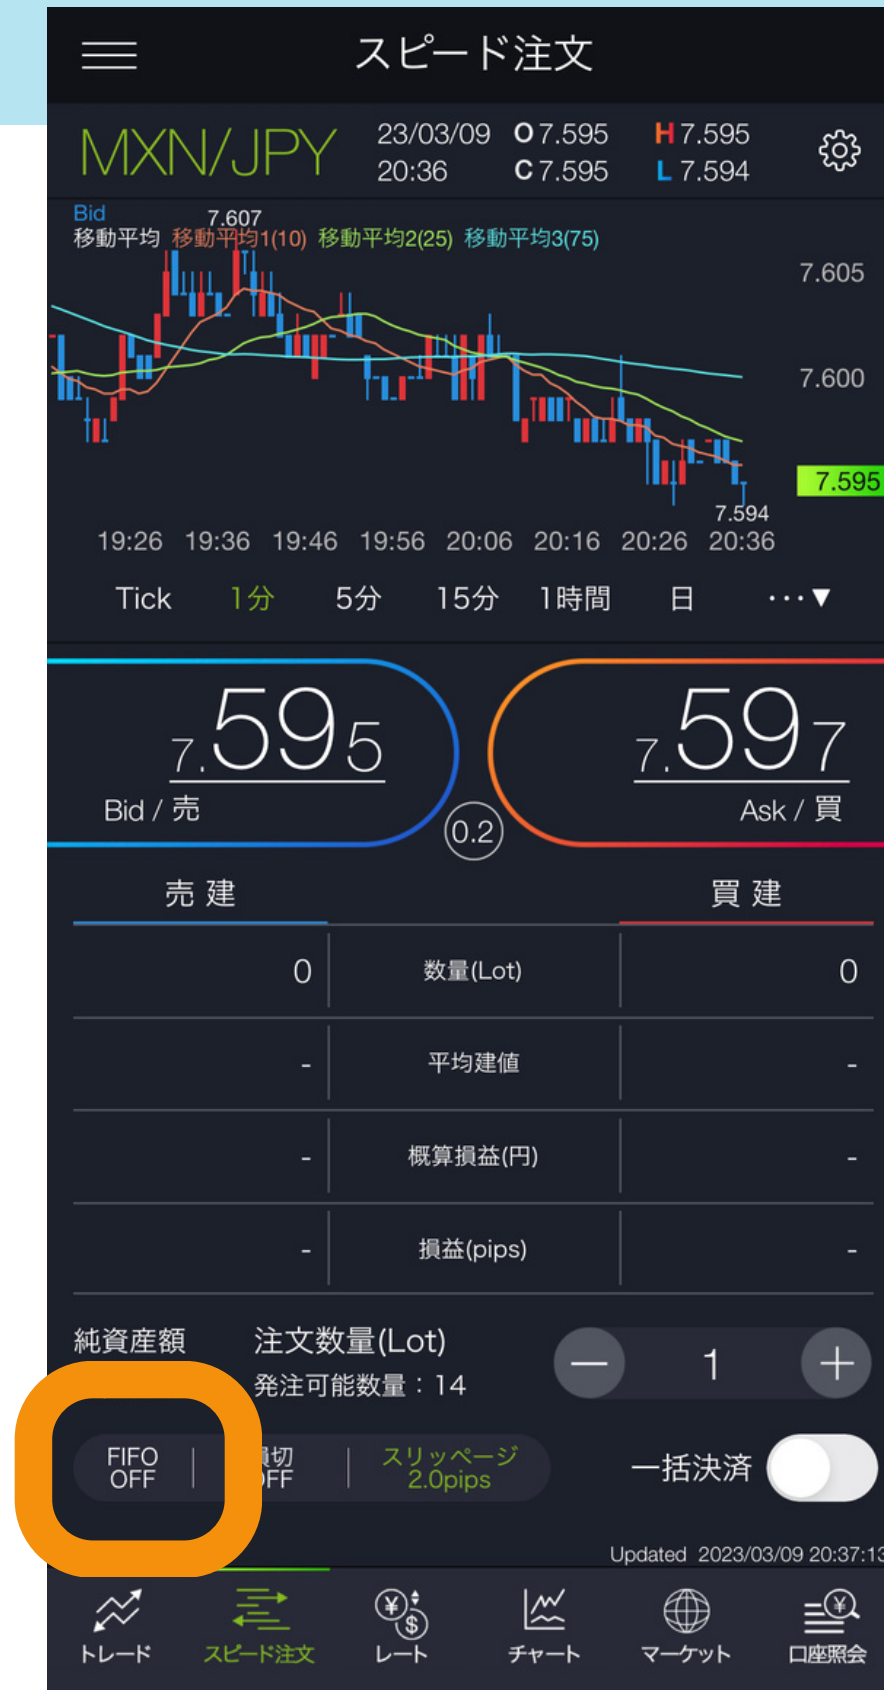 スピード注文
MXN/JPY
23/03/09 O 7.595 H 7.595
20:36 C 7.595 L 7.594
Bid
7.607
移動平均 移動平均1(10) 移動平均2(25) 移動平均3(75)
7.605
7.600
7.595
7.594
19:26 19:36 19:46 19:56 20:06 20:16 20:26 20:36
Tick 1分 5分 15分 1時間 日 ･･･▼
7.595 7.597
Bid / 売 Ask / 買
0.2
売建 買建
0 数量(Lot) 0
- 平均建値 -
- 概算損益(円) -
- 損益(pips) -
純資産額 注文数量(Lot)
発注可能数量：14
1
FIFO
OFF
切
FF
スリッページ
2.0pips
一括決済
Updated 2023/03/09 20:37:13
トレード スピード注文 レート チャート マーケット 口座照会